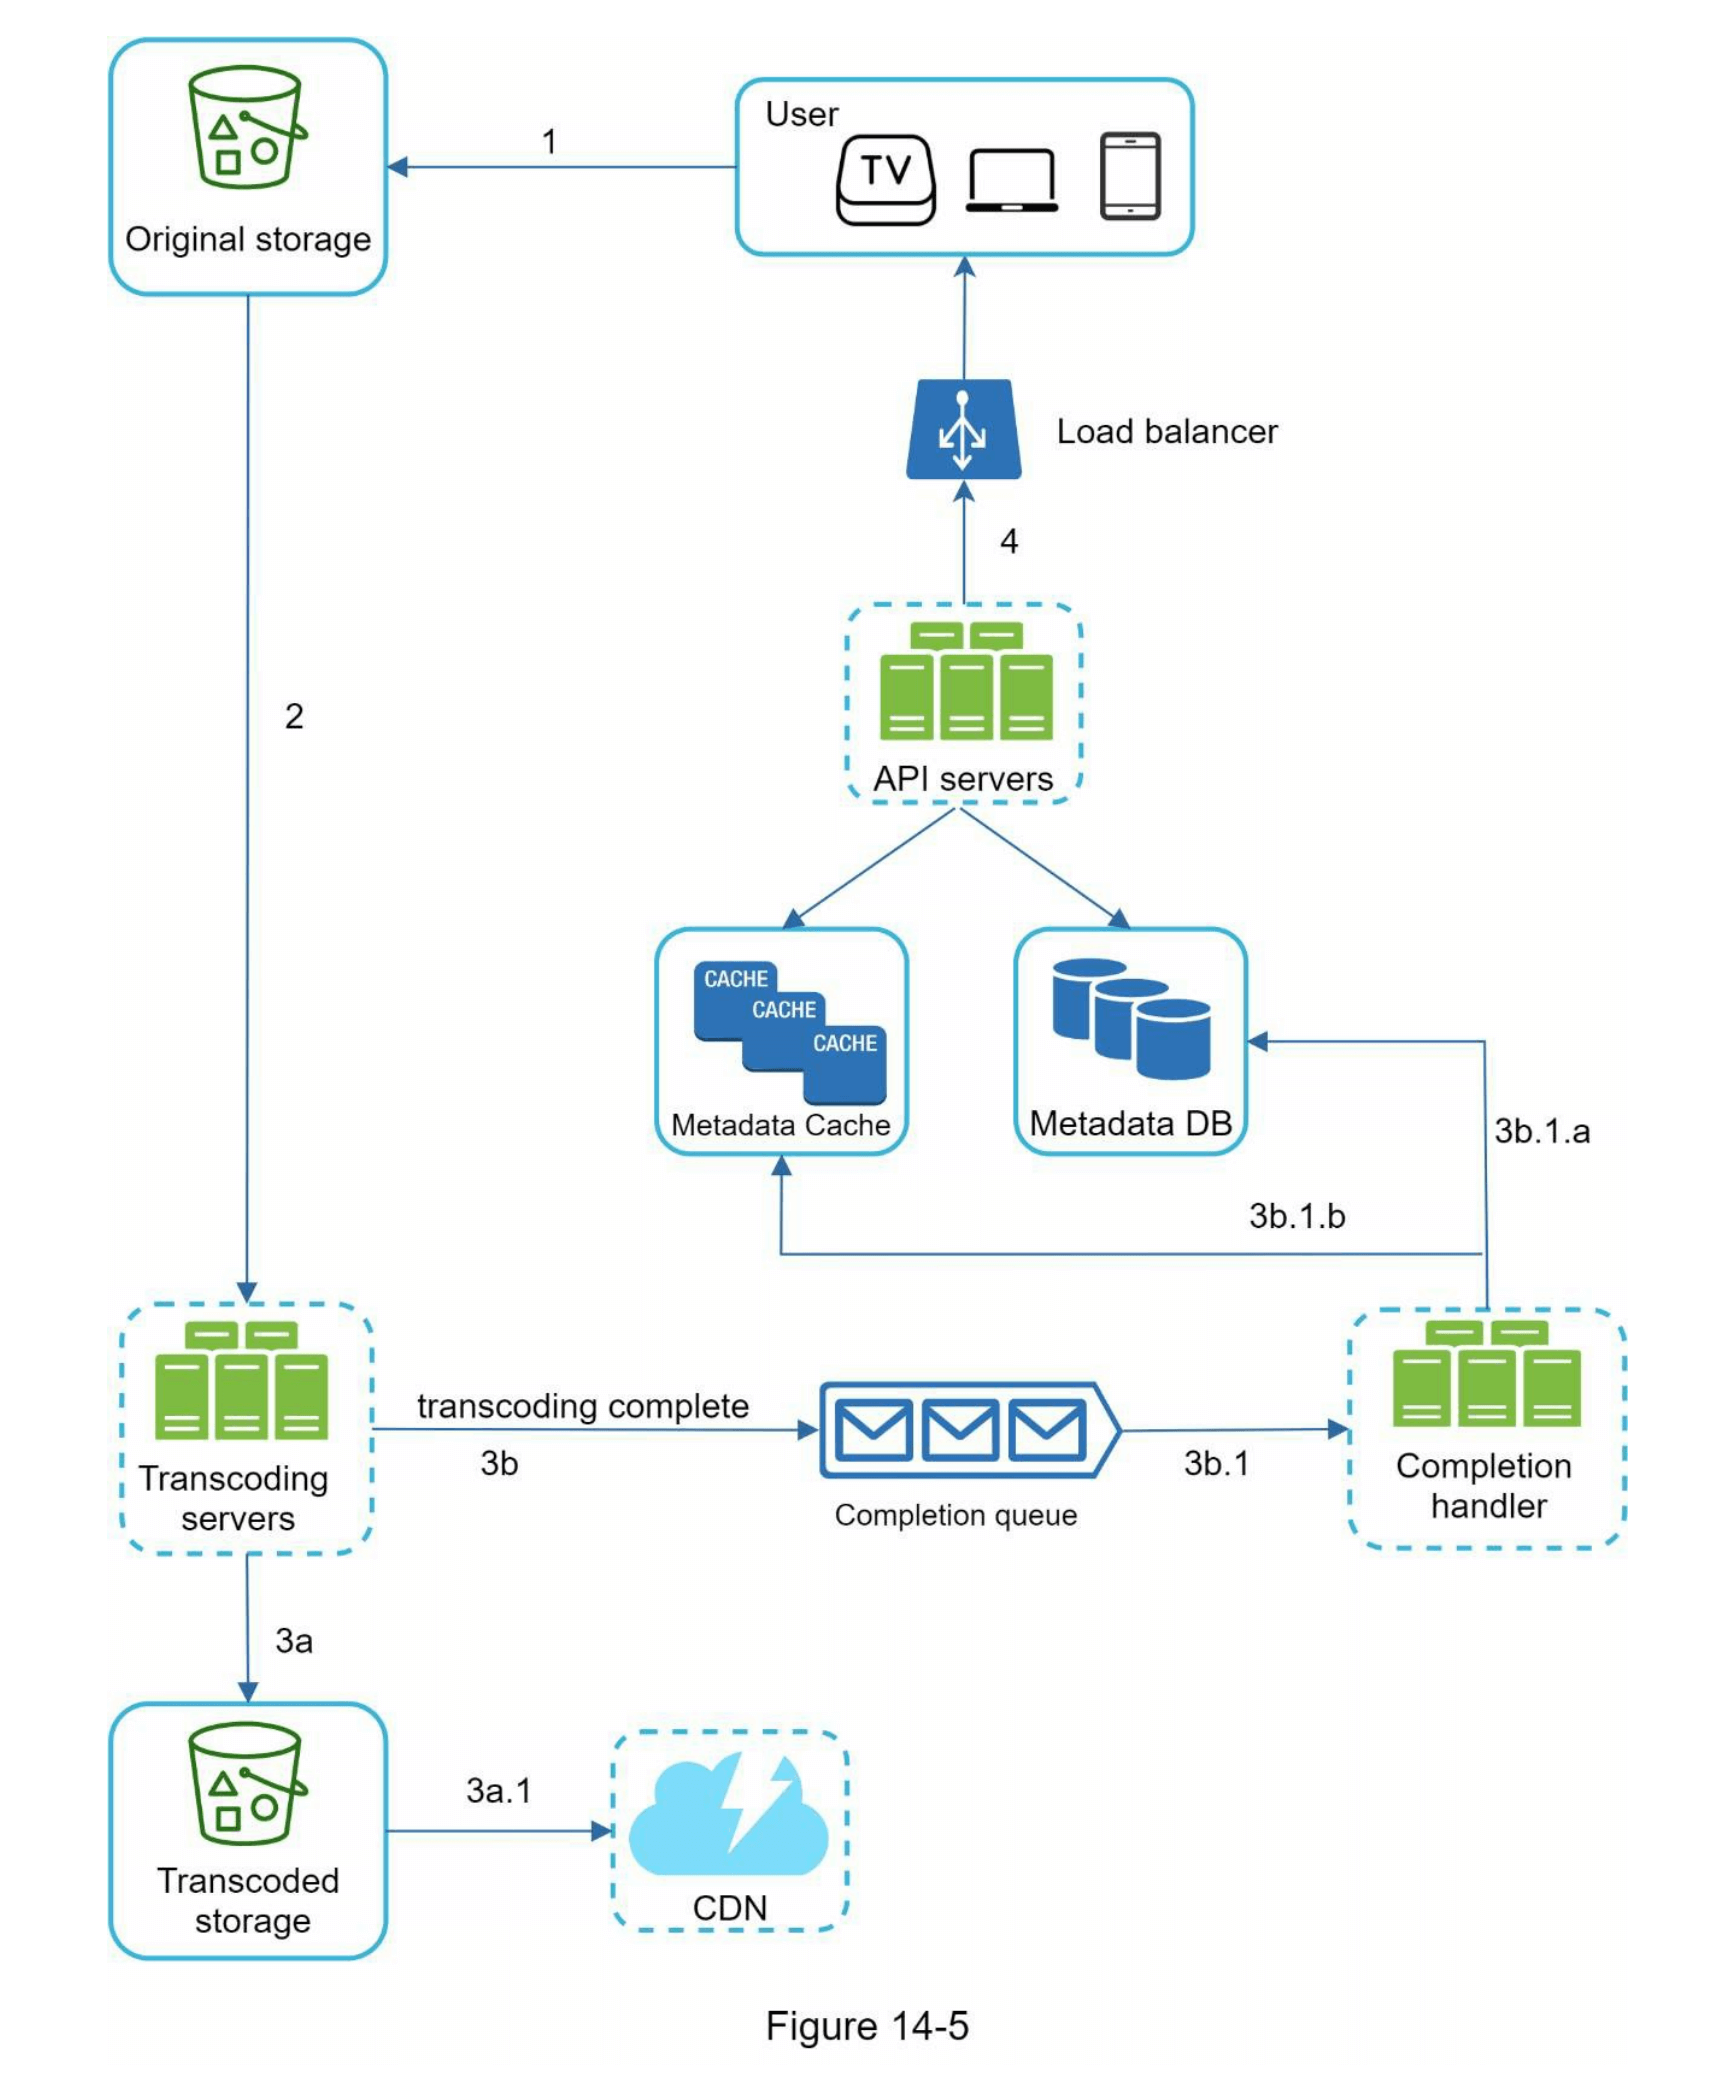 User
TV
1
Original storage
Load balancer
4
2
API servers
CACHE
CACHE
CACHE
Metadata Cache
Metadata DB
3b.1.a
3b.1.b
transcoding complete
3b
3b.1
Transcoding
servers
Completion queue
Completion
handler
3a
3a.1
Transcoded
storage
CDN
Figure 14-5